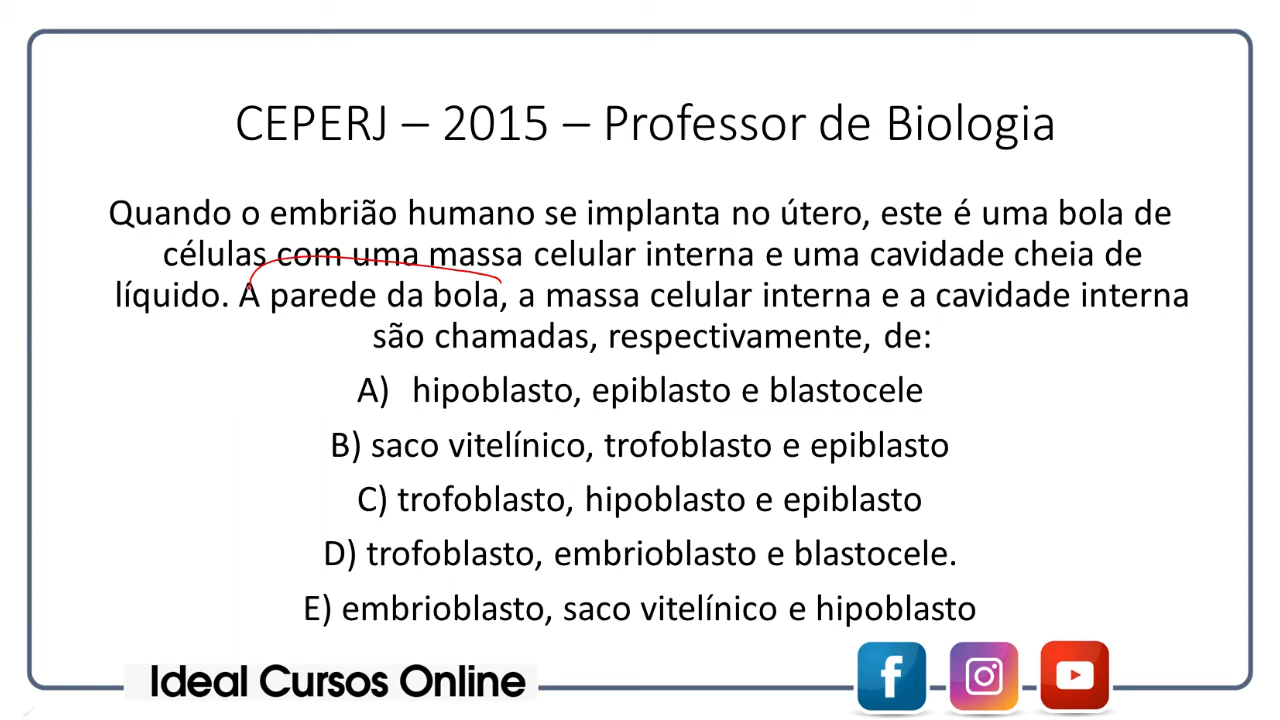 CEPERJ – 2015 – Professor de Biologia
Quando o embrião humano se implanta no útero, este é uma bola de
células com uma massa celular interna e uma cavidade cheia de
líquido. A parede da bola, a massa celular interna e a cavidade interna
são chamadas, respectivamente, de:
A) hipoblasto, epiblasto e blastocele
B) saco vitelínico, trofoblasto e epiblasto
C) trofoblasto, hipoblasto e epiblasto
D) trofoblasto, embrioblasto e blastocele.
E) embrioblasto, saco vitelínico e hipoblasto
Ideal Cursos Online